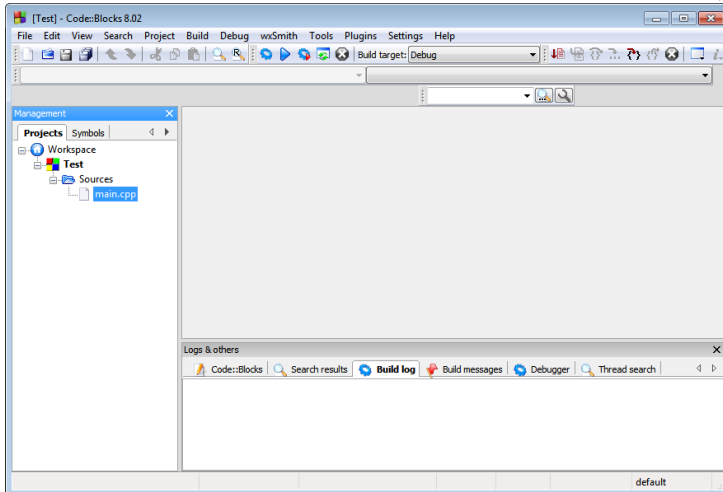 [Test] - Code::Blocks 8.02
File Edit View Search Project Build Debug wxSmith Tools Plugins Settings Help
Build target: Debug
Management
Projects Symbols
Workspace
Test
Sources
main.cpp
Logs & others
Code::Blocks Search results Build log Build messages Debugger Thread search
default